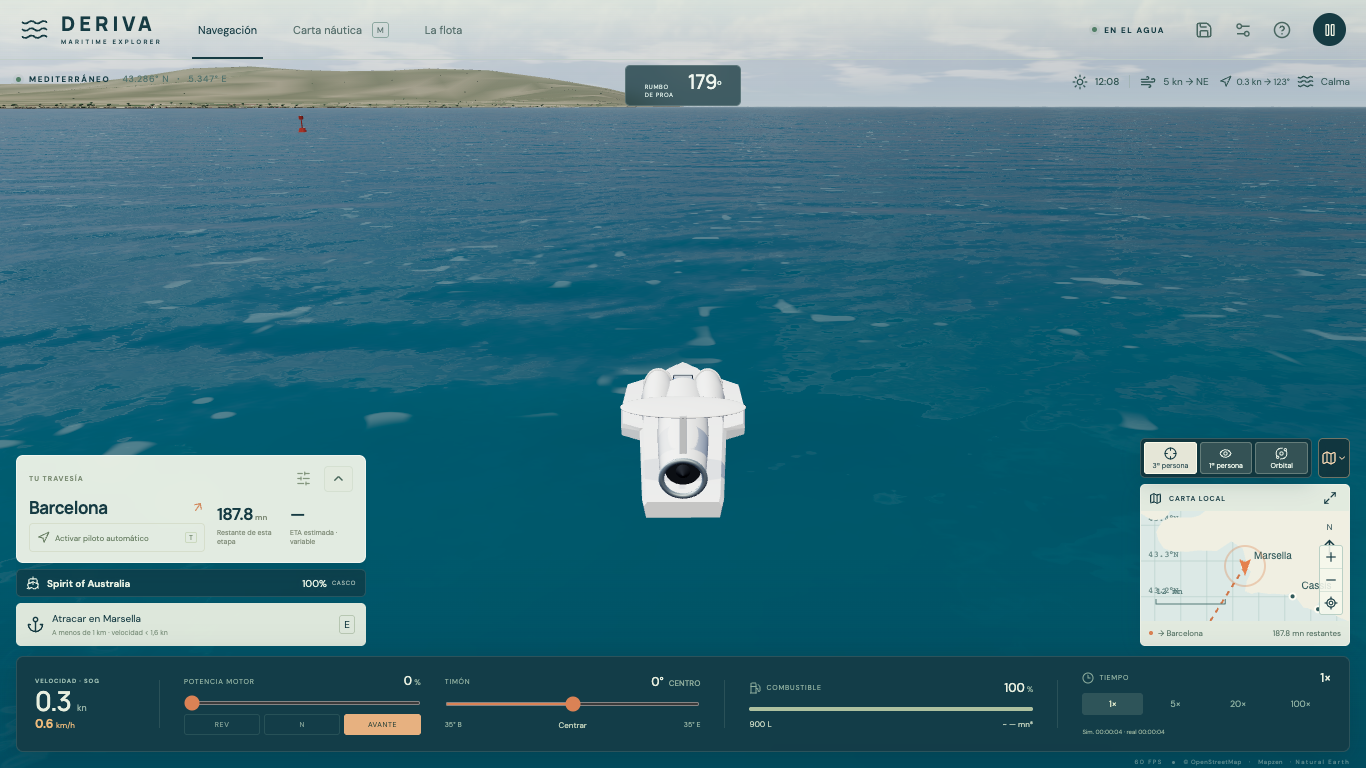 DERIVA
MARITIME EXPLORER
Navegación
Carta náutica M
La flota
EN EL AGUA
MEDITERRÁNEO 43.286° N · 5.347° E
RUMBO DE PROA
179°
12:08
5 kn → NE
0.3 kn → 123°
Calma
TU TRAVESÍA
Barcelona
187.8 mn
Restante de esta etapa
—
ETA estimada · variable
Activar piloto automático T
Spirit of Australia
100% CASCO
Atracar en Marsella
A menos de 1 km · velocidad < 1,6 kn
E
3ª persona
1ª persona
Orbital
CARTA LOCAL
N
43.3°N
Marsella
+
−
→ Barcelona
187.8 mn restantes
VELOCIDAD · SOG
0.3 kn
0.6 km/h
POTENCIA MOTOR
0 %
REV
N
AVANTE
TIMÓN
0° CENTRO
35° B
Centrar
35° E
COMBUSTIBLE
100 %
900 L
– — mn*
TIEMPO
1×
1×
5×
20×
100×
Sim. 00:00:04 · real 00:00:04
60 FPS
© OpenStreetMap · Mapzen · Natural Earth